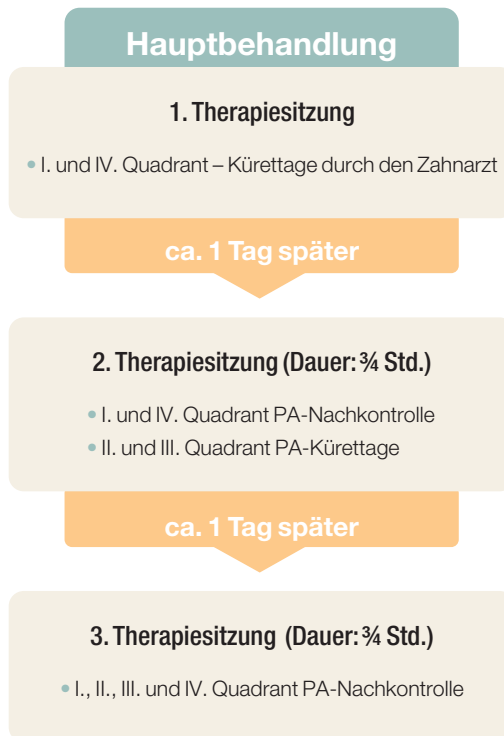 Hauptbehandlung
1. Therapiesitzung
• I. und IV. Quadrant – Kürettage durch den Zahnarzt
ca. 1 Tag später
2. Therapiesitzung (Dauer: ¾ Std.)
• I. und IV. Quadrant PA-Nachkontrolle
• II. und III. Quadrant PA-Kürettage
ca. 1 Tag später
3. Therapiesitzung (Dauer: ¾ Std.)
• I., II., III. und IV. Quadrant PA-Nachkontrolle